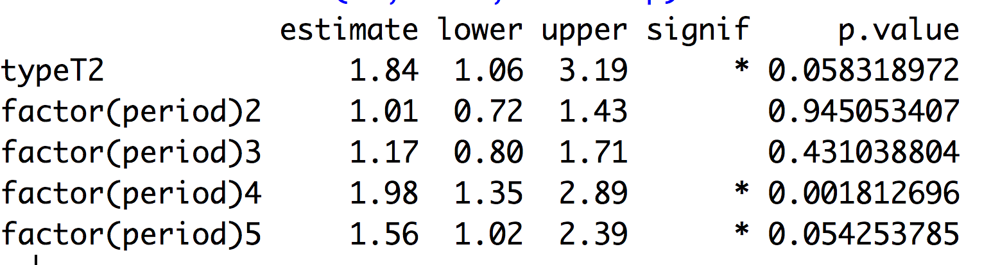 estimate lower upper signif p.value
typeT2 1.84 1.06 3.19 * 0.058318972
factor(period)2 1.01 0.72 1.43 0.945053407
factor(period)3 1.17 0.80 1.71 0.431038804
factor(period)4 1.98 1.35 2.89 * 0.001812696
factor(period)5 1.56 1.02 2.39 * 0.054253785